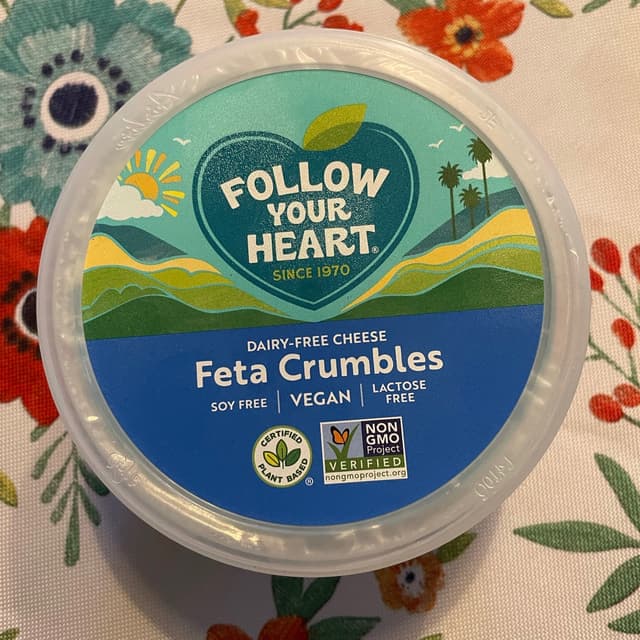 FOLLOW
YOUR
HEART®
SINCE 1970
DAIRY-FREE CHEESE
Feta Crumbles
SOY FREE | VEGAN | LACTOSE FREE
CERTIFIED
PLANT BASED ®
NON
GMO
Project
VERIFIED
nongmoproject.org